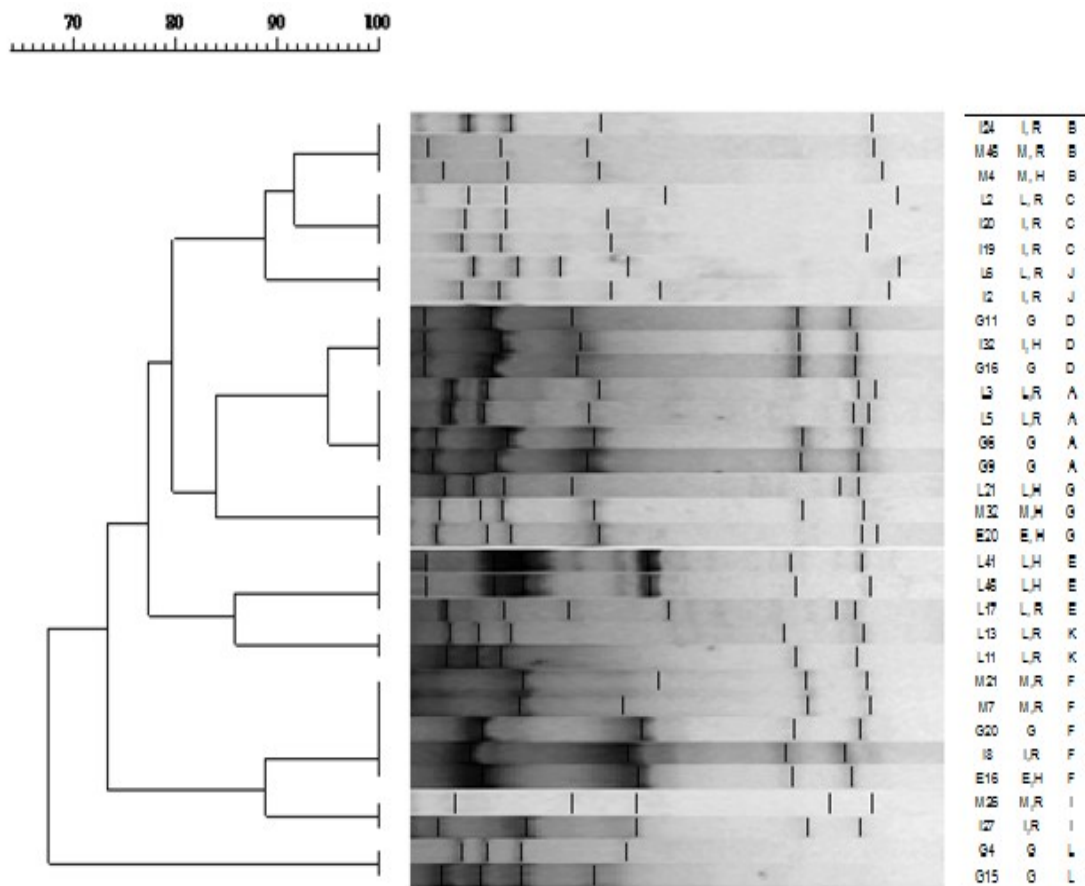 70 80 90 100
I24 I, R B
M46 M, R B
M4 M, H B
L2 L, R C
I20 I, R C
I19 I, R C
L6 L, R J
I2 I, R J
G11 G D
I32 I, H D
G16 G D
L3 L,R A
L5 L,R A
G6 G A
G9 G A
L21 L,H G
M32 M,H G
E20 E, H G
L41 L,H E
L46 L,H E
L17 L, R E
L13 L,R K
L11 L,R K
M21 M,R F
M7 M,R F
G20 G F
I8 I,R F
E16 E,H F
M26 M,R I
I27 I,R I
G4 G L
G15 G L